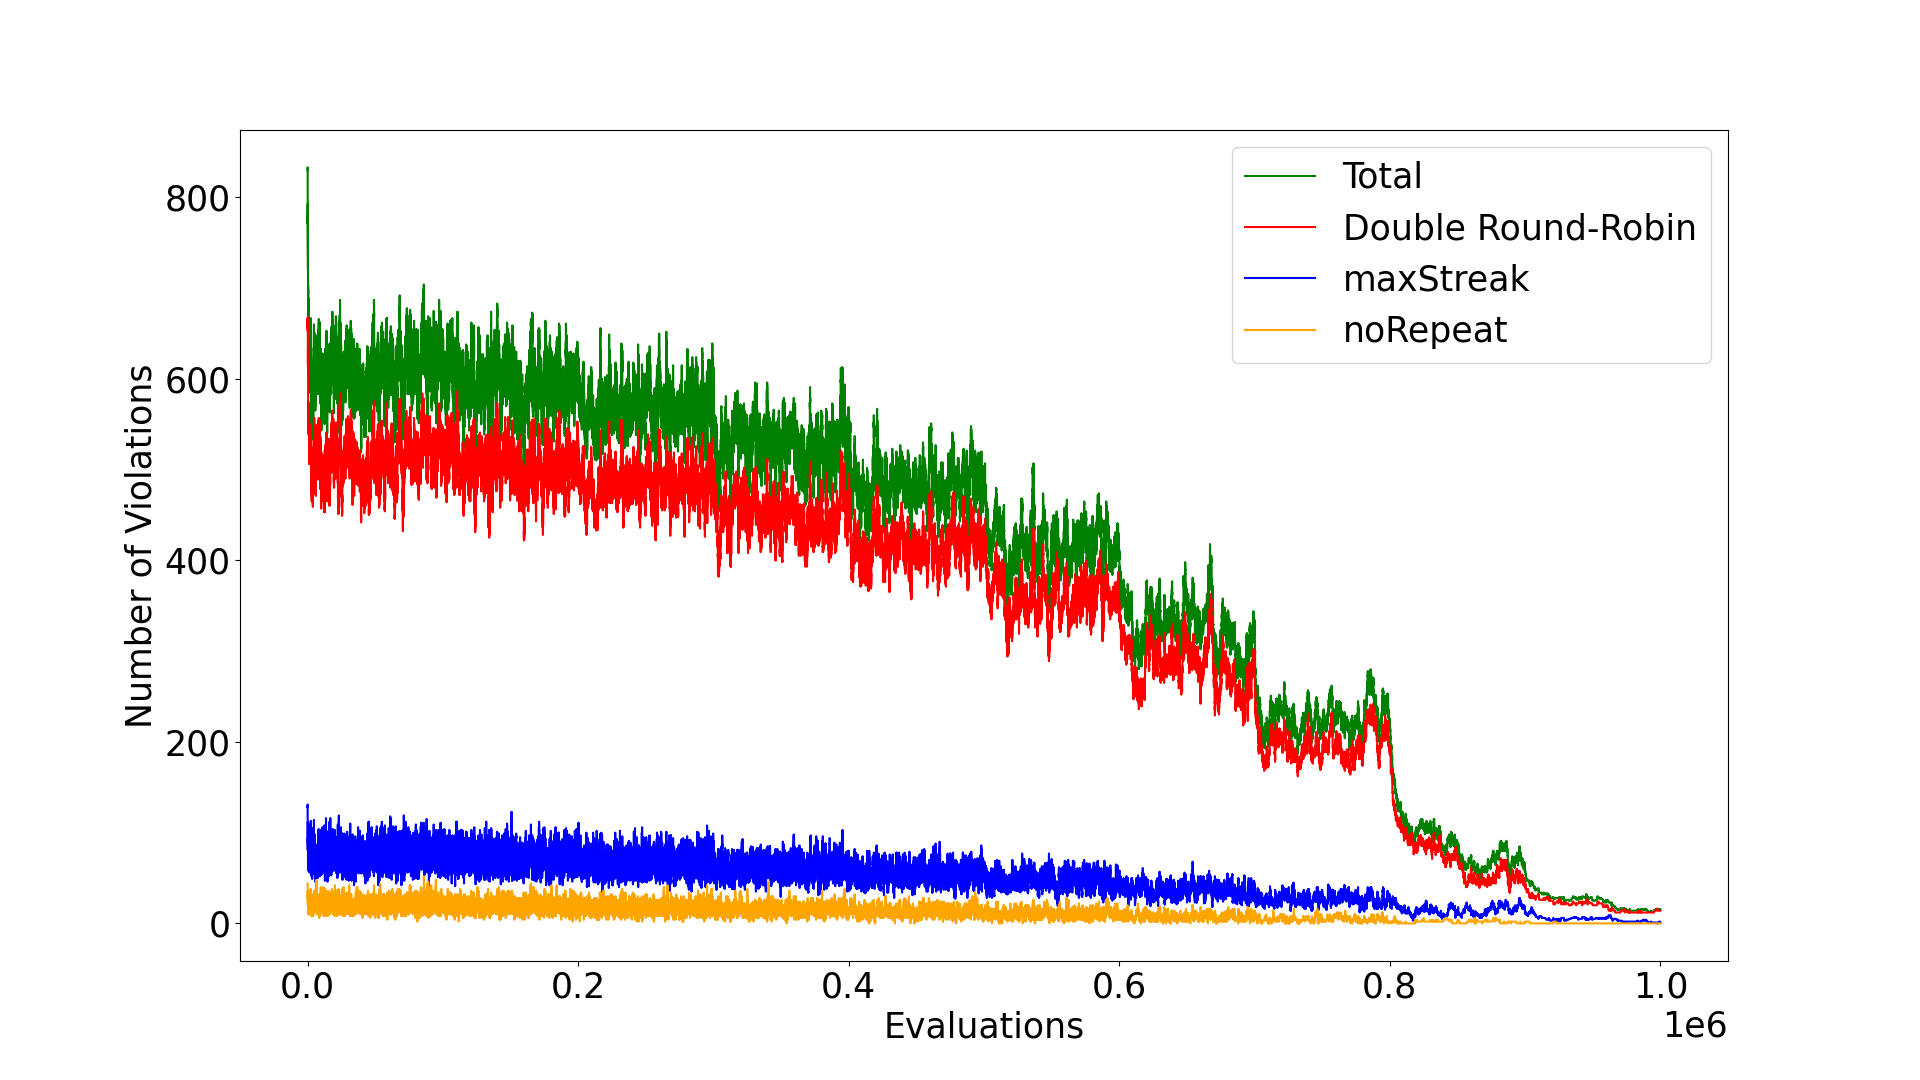 Total
Double Round-Robin
maxStreak
noRepeat
Number of Violations
800
600
400
200
0
0.0 0.2 0.4 0.6 0.8 1.0
Evaluations
1e6